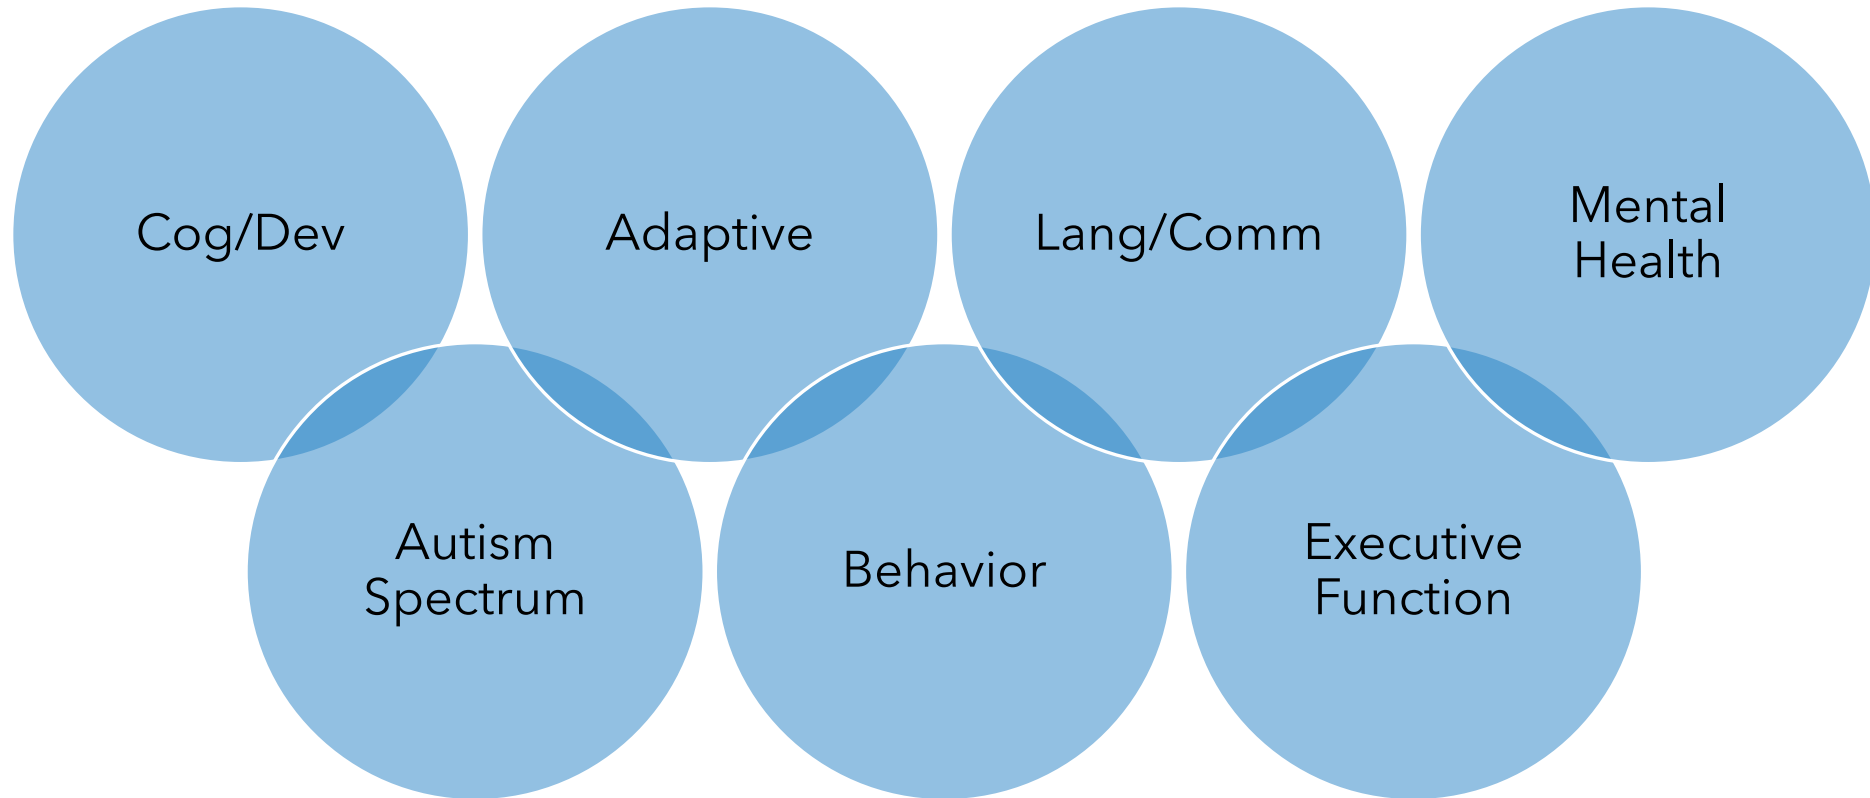 Cog/Dev
Adaptive
Lang/Comm
Mental
Health
Autism
Spectrum
Behavior
Executive
Function